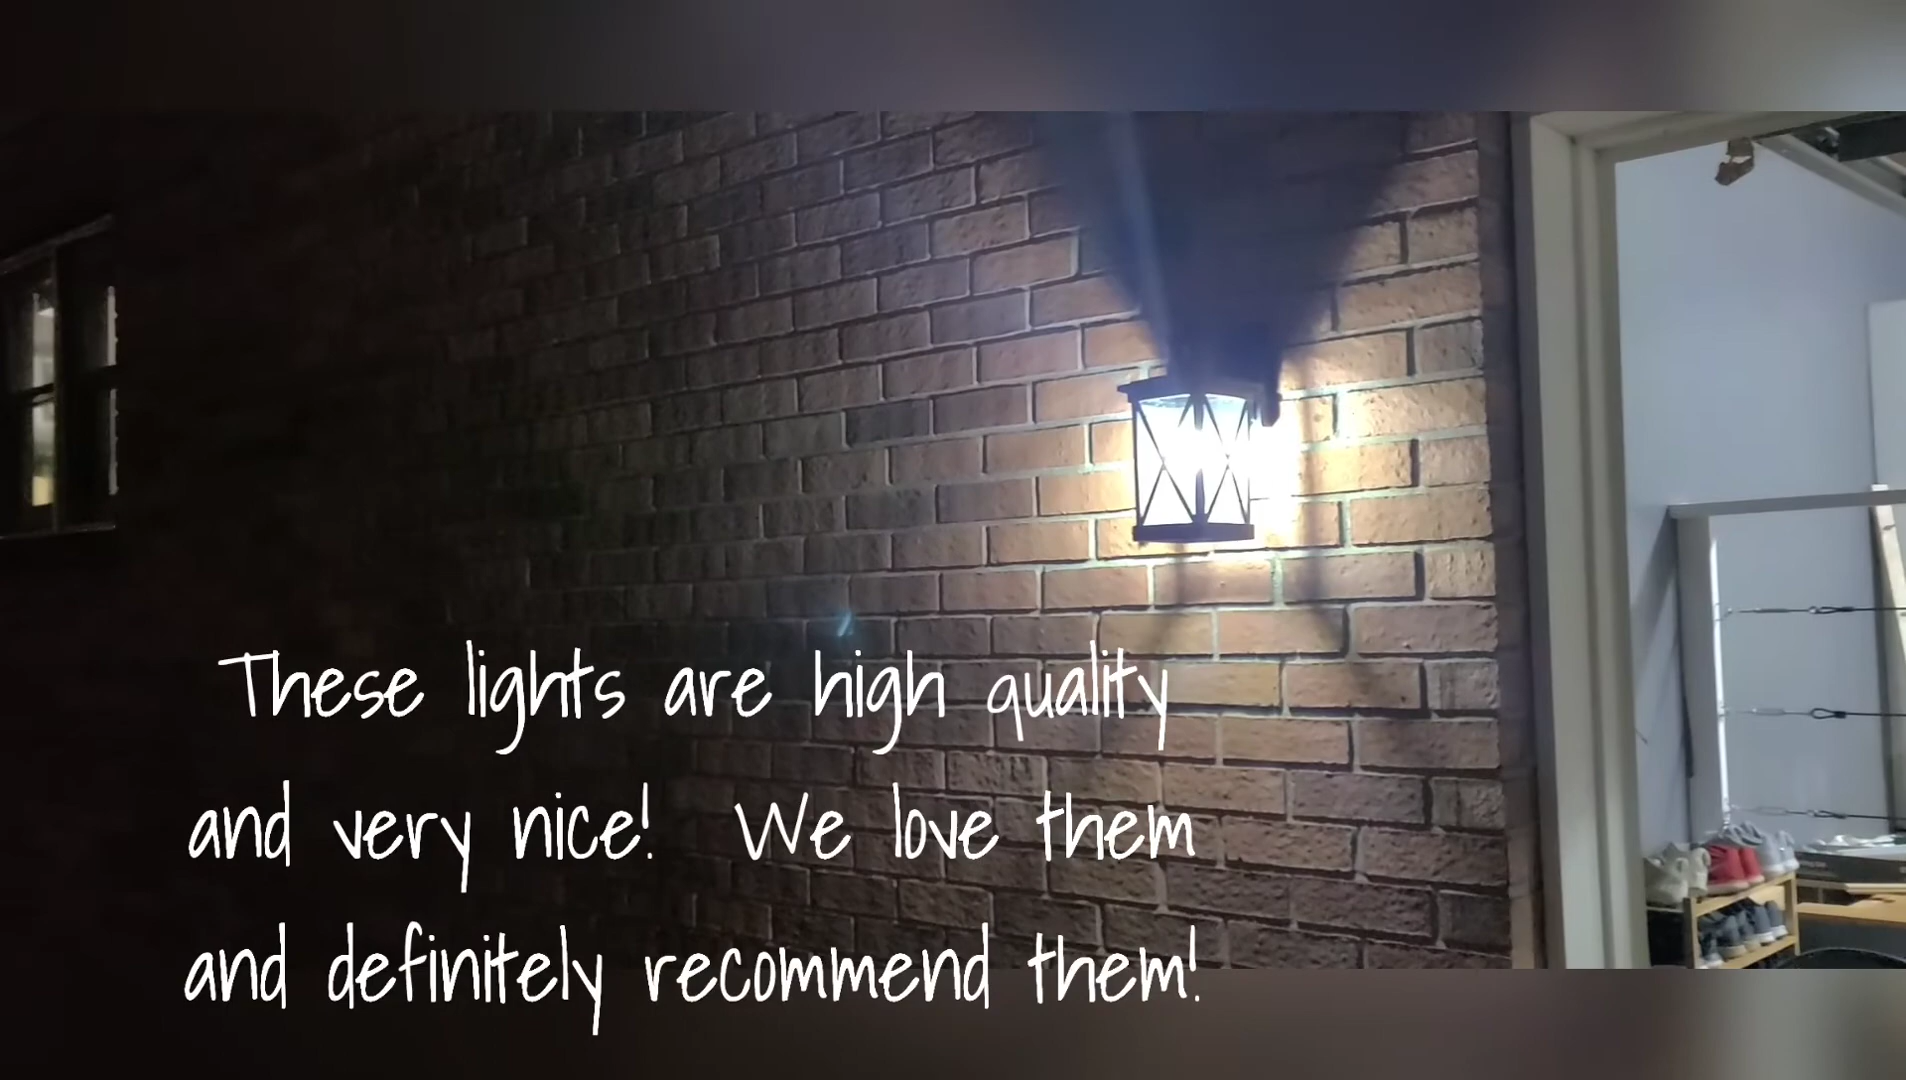 These lights are high quality
and very nice! We love them
and definitely recommend them!